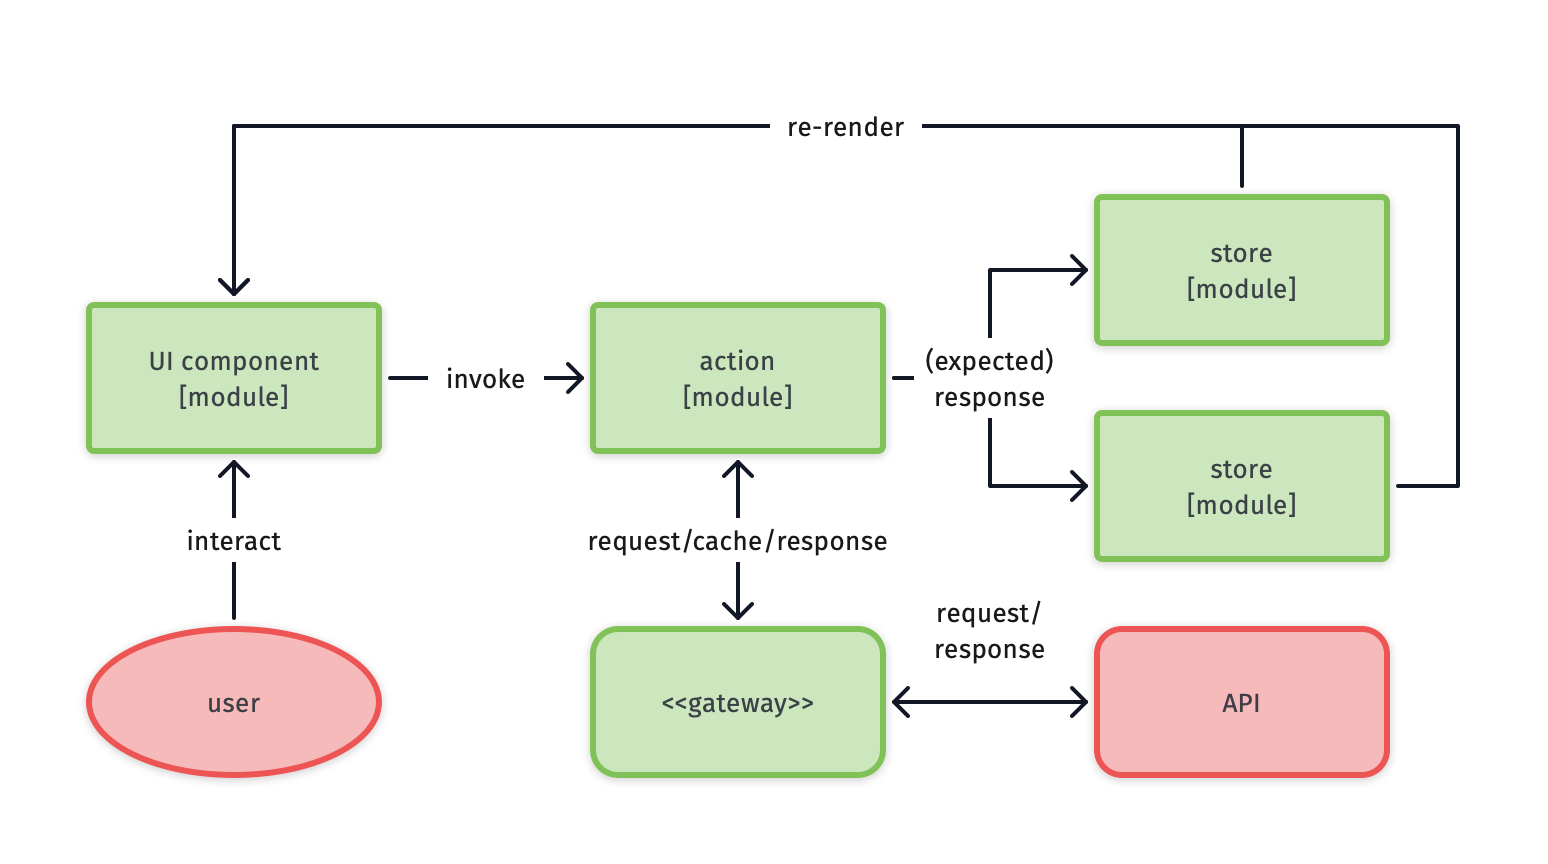 re-render
store
[module]
UI component
[module]
invoke
action
[module]
(expected)
response
store
[module]
interact
request/cache/response
request/
response
user
<<gateway>>
API